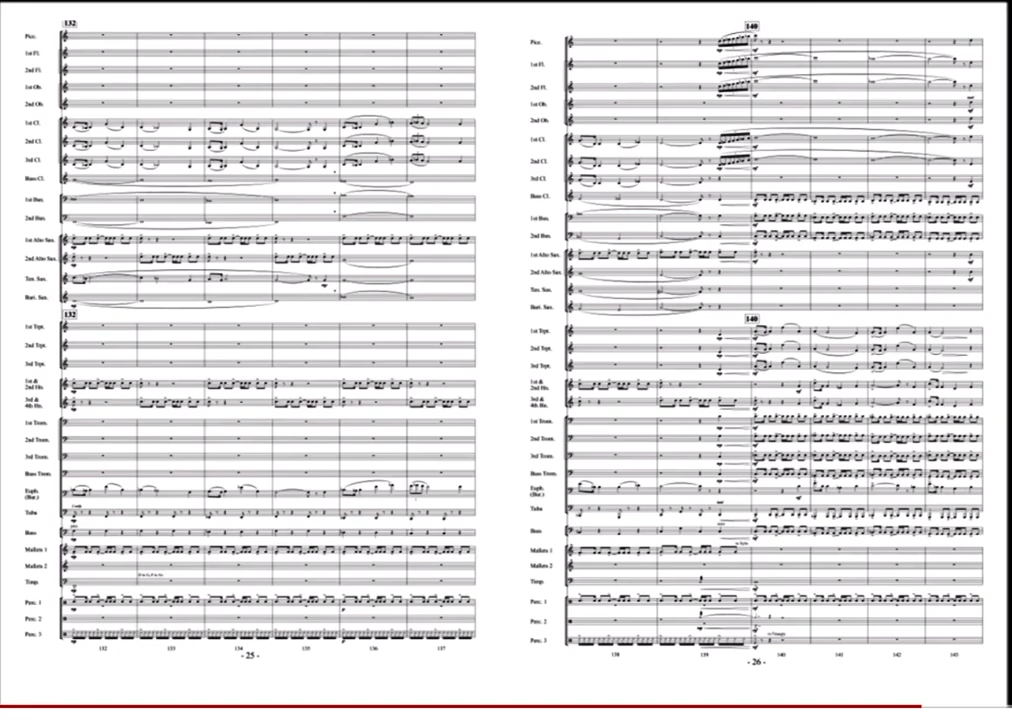 132
Picc.
1st Fl.
2nd Fl.
1st Ob.
2nd Ob.
1st Cl.
2nd Cl.
3rd Cl.
Bass Cl.
1st Bsn.
2nd Bsn.
1st Alto Sax.
2nd Alto Sax.
Ten. Sax.
Bari. Sax.
132
1st Trpt.
2nd Trpt.
3rd Trpt.
1st &
2nd Hn.
3rd &
4th Hn.
1st Trom.
2nd Trom.
3rd Trom.
Bass Trom.
Euph.
(Bar.)
Tuba
Bass
Mallets 1
Mallets 2
Timp.
Perc. 1
Perc. 2
Perc. 3
132 133 134 135 136 137
- 25 -
140
Picc.
1st Fl.
2nd Fl.
1st Ob.
2nd Ob.
1st Cl.
2nd Cl.
3rd Cl.
Bass Cl.
1st Bsn.
2nd Bsn.
1st Alto Sax.
2nd Alto Sax.
Ten. Sax.
Bari. Sax.
140
1st Trpt.
2nd Trpt.
3rd Trpt.
1st &
2nd Hn.
3rd &
4th Hn.
1st Trom.
2nd Trom.
3rd Trom.
Bass Trom.
Euph.
(Bar.)
Tuba
Bass
Mallets 1
Mallets 2
Timp.
Perc. 1
Perc. 2
to Triangle
Perc. 3
138 139 140 141 142 143
- 26 -